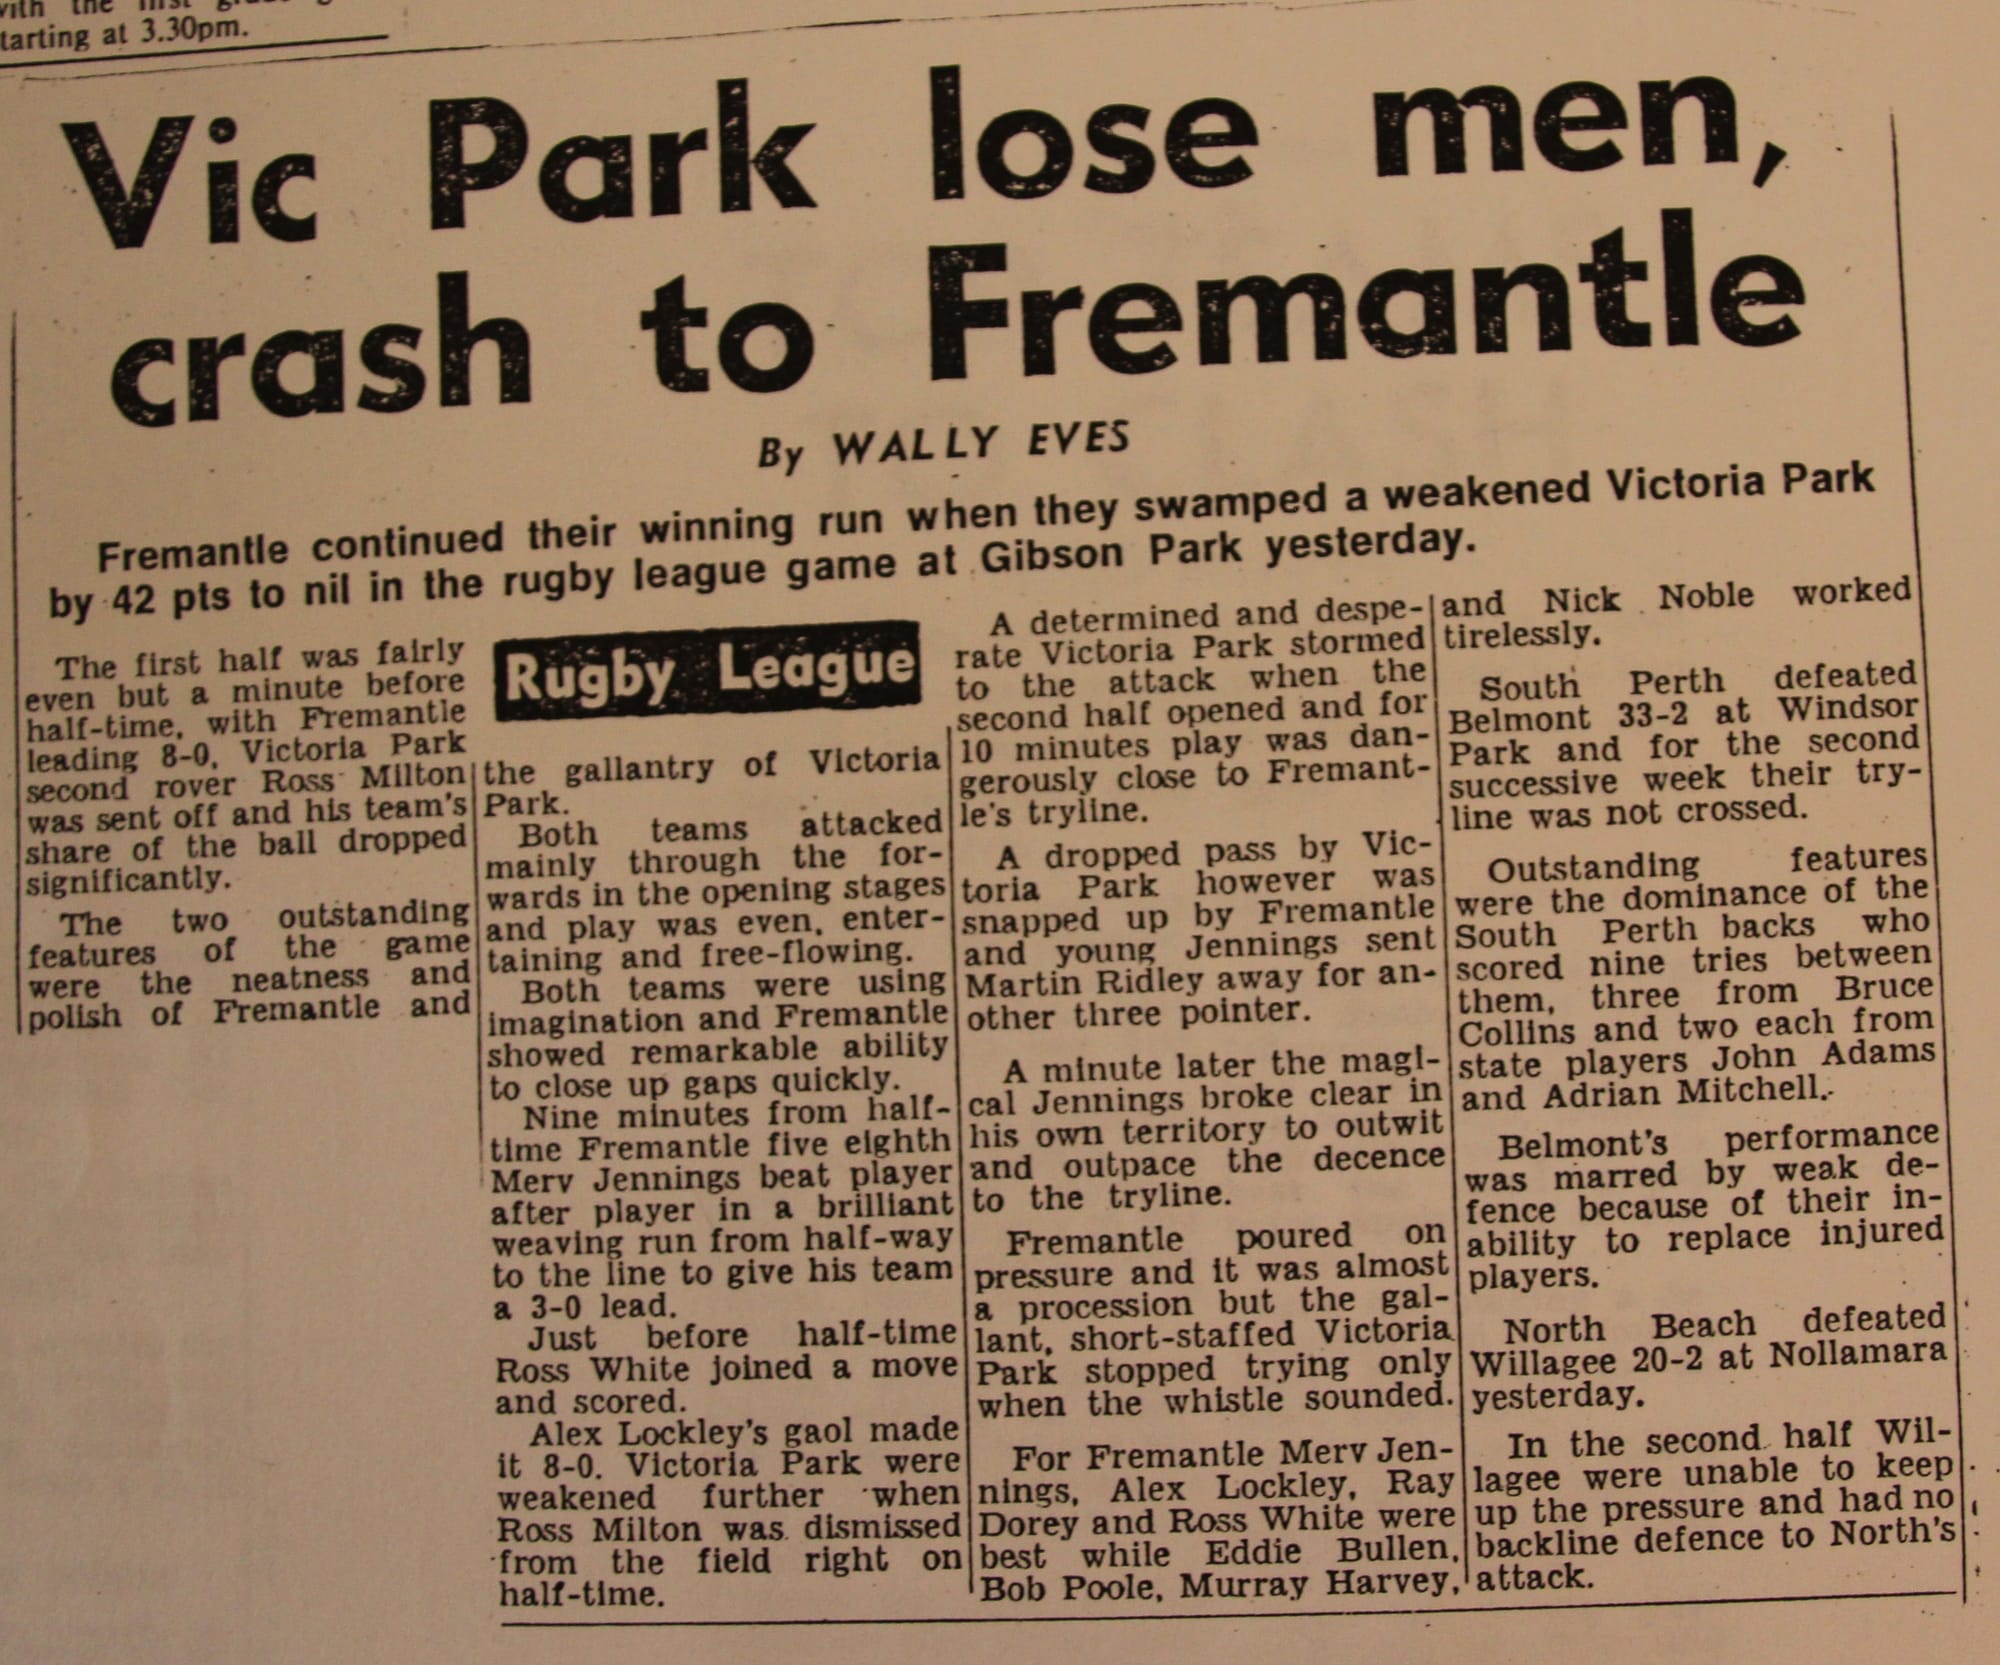 with the first
tarting at 3.30pm.
Vic Park lose men,
crash to Fremantle
By WALLY EVES
Fremantle continued their winning run when they swamped a weakened Victoria Park
by 42 pts to nil in the rugby league game at Gibson Park yesterday.
The first half was fairly
even but a minute before
half-time, with Fremantle
leading 8-0, Victoria Park
second rover Ross Milton
was sent off and his team's
share of the ball dropped
significantly.
The two outstanding
features of the game
were the neatness and
polish of Fremantle and
Rugby League
the gallantry of Victoria
Park.
Both teams attacked
mainly through the for-
wards in the opening stages
and play was even, enter-
taining and free-flowing.
Both teams were using
imagination and Fremantle
showed remarkable ability
to close up gaps quickly.
Nine minutes from half-
time Fremantle five eighth
Merv Jennings beat player
after player in a brilliant
weaving run from half-way
to the line to give his team
a 3-0 lead.
Just before half-time
Ross White joined a move
and scored.
Alex Lockley's gaol made
it 8-0. Victoria Park were
weakened further when
Ross Milton was dismissed
from the field right on
half-time.
A determined and despe-
rate Victoria Park stormed
to the attack when the
second half opened and for
10 minutes play was dan-
gerously close to Fremant-
le's tryline.
A dropped pass by Vic-
toria Park however was
snapped up by Fremantle
and young Jennings sent
Martin Ridley away for an-
other three pointer.
A minute later the magi-
cal Jennings broke clear in
his own territory to outwit
and outpace the decence
to the tryline.
Fremantle poured on
pressure and it was almost
a procession but the gal-
lant, short-staffed Victoria
Park stopped trying only
when the whistle sounded.
For Fremantle Merv Jen-
nings, Alex Lockley, Ray
Dorey and Ross White were
best while Eddie Bullen,
Bob Poole, Murray Harvey,
and Nick Noble worked
tirelessly.
South Perth defeated
Belmont 33-2 at Windsor
Park and for the second
successive week their try-
line was not crossed.
Outstanding features
were the dominance of the
South Perth backs who
scored nine tries between
them, three from Bruce
Collins and two each from
state players John Adams
and Adrian Mitchell.
Belmont's performance
was marred by weak de-
fence because of their in-
ability to replace injured
players.
North Beach defeated
Willagee 20-2 at Nollamara
yesterday.
In the second half Wil-
lagee were unable to keep
up the pressure and had no
backline defence to North's
attack.